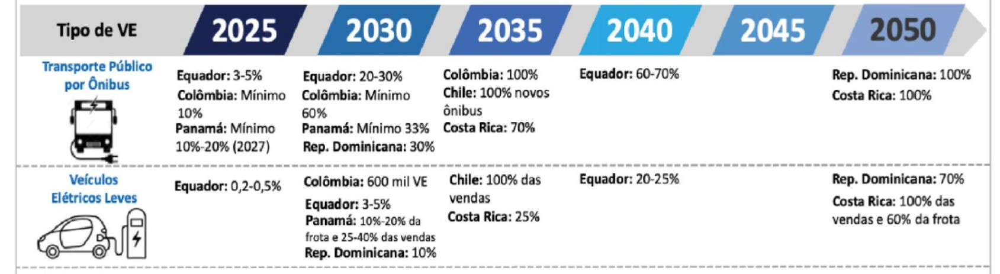 Tipo de VE
2025
2030
2035
2040
2045
2050
Transporte Público
por Ônibus
Equador: 3-5%
Colômbia: Mínimo
10%
Panamá: Mínimo
10%-20% (2027)
Equador: 20-30%
Colômbia: Mínimo
60%
Panamá: Mínimo 33%
Rep. Dominicana: 30%
Colômbia: 100%
Chile: 100% novos
ônibus
Costa Rica: 70%
Equador: 60-70%
Rep. Dominicana: 100%
Costa Rica: 100%
Veículos
Elétricos Leves
Equador: 0,2-0,5%
Colômbia: 600 mil VE
Equador: 3-5%
Panamá: 10%-20% da
frota e 25-40% das vendas
Rep. Dominicana: 10%
Chile: 100% das
vendas
Costa Rica: 25%
Equador: 20-25%
Rep. Dominicana: 70%
Costa Rica: 100% das
vendas e 60% da frota